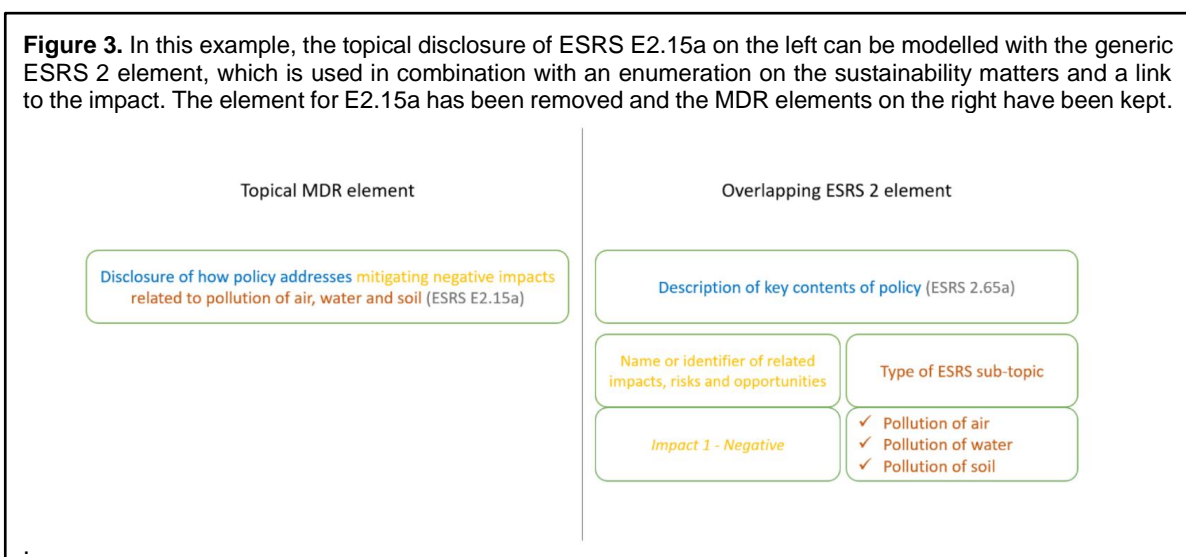 Figure 3. In this example, the topical disclosure of ESRS E2.15a on the left can be modelled with the generic
ESRS 2 element, which is used in combination with an enumeration on the sustainability matters and a link
to the impact. The element for E2.15a has been removed and the MDR elements on the right have been kept.
Topical MDR element
Disclosure of how policy addresses mitigating negative impacts
related to pollution of air, water and soil (ESRS E2.15a)
Overlapping ESRS 2 element
Description of key contents of policy (ESRS 2.65a)
Name or identifier of related
impacts, risks and opportunities
Type of ESRS sub-topic
Impact 1 - Negative
✓ Pollution of air
✓ Pollution of water
✓ Pollution of soil
.